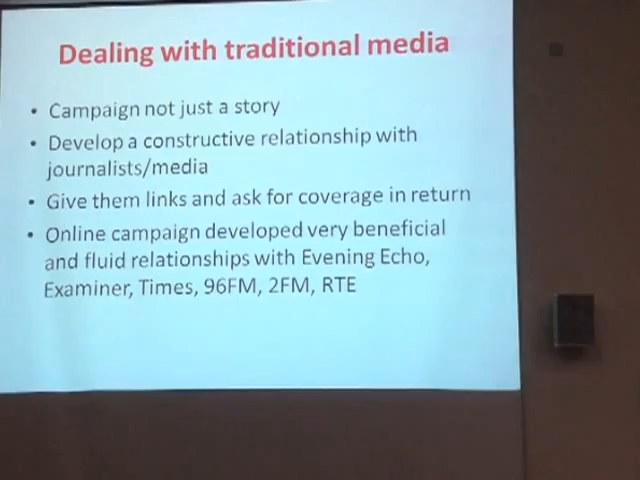 Dealing with traditional media
• Campaign not just a story
• Develop a constructive relationship with
journalists/media
• Give them links and ask for coverage in return
• Online campaign developed very beneficial
and fluid relationships with Evening Echo,
Examiner, Times, 96FM, 2FM, RTE